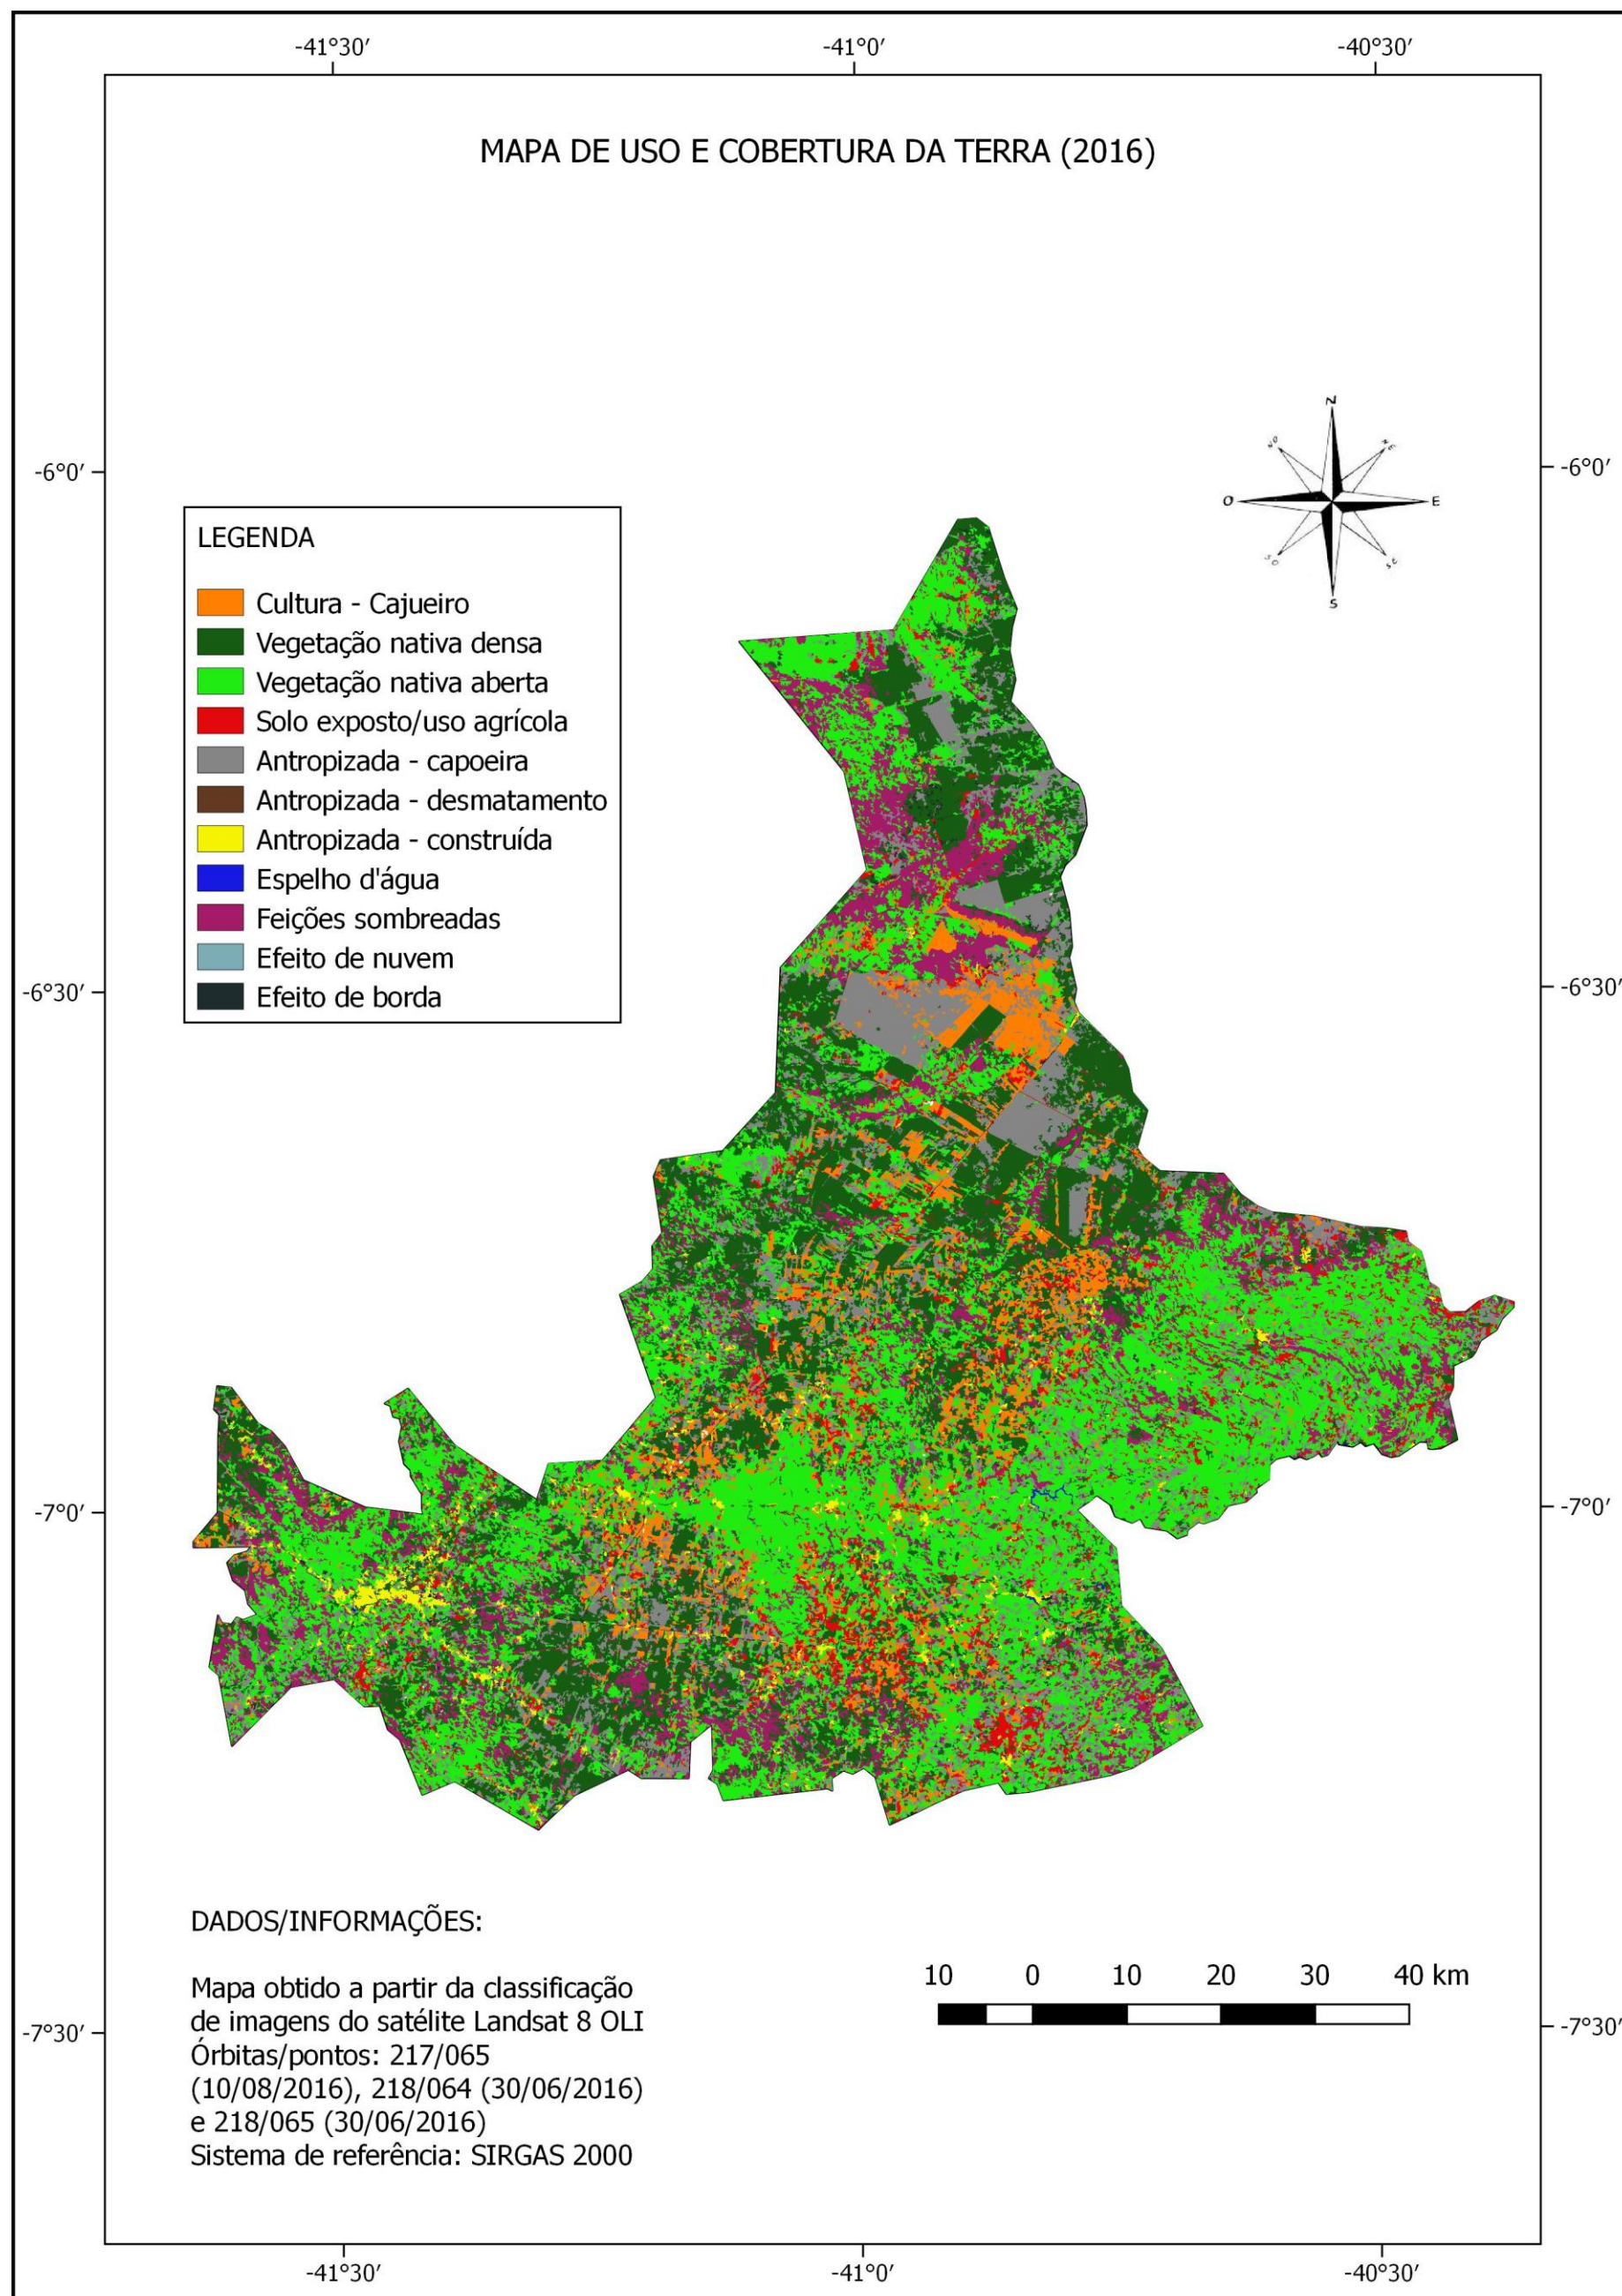 -41°30′ -41°0′ -40°30′
MAPA DE USO E COBERTURA DA TERRA (2016)
N
NO NE
O E
SO SE
S
-6°0′ -6°0′
LEGENDA
Cultura - Cajueiro
Vegetação nativa densa
Vegetação nativa aberta
Solo exposto/uso agrícola
Antropizada - capoeira
Antropizada - desmatamento
Antropizada - construída
Espelho d'água
Feições sombreadas
Efeito de nuvem
Efeito de borda
-6°30′ -6°30′
-7°0′ -7°0′
DADOS/INFORMAÇÕES:
Mapa obtido a partir da classificação
de imagens do satélite Landsat 8 OLI
Órbitas/pontos: 217/065
(10/08/2016), 218/064 (30/06/2016)
e 218/065 (30/06/2016)
Sistema de referência: SIRGAS 2000
10 0 10 20 30 40 km
-7°30′ -7°30′
-41°30′ -41°0′ -40°30′